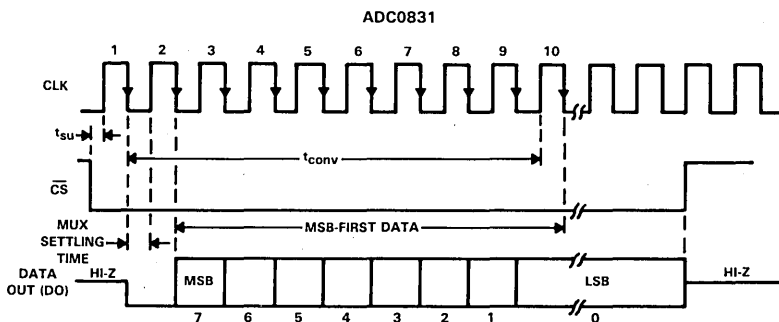 ADC0831
1 2 3 4 5 6 7 8 9 10
CLK
tsu
tconv
CS
MUX
SETTLING
TIME
MSB-FIRST DATA
DATA
OUT (DO)
HI-Z
MSB
LSB
HI-Z
7 6 5 4 3 2 1 0